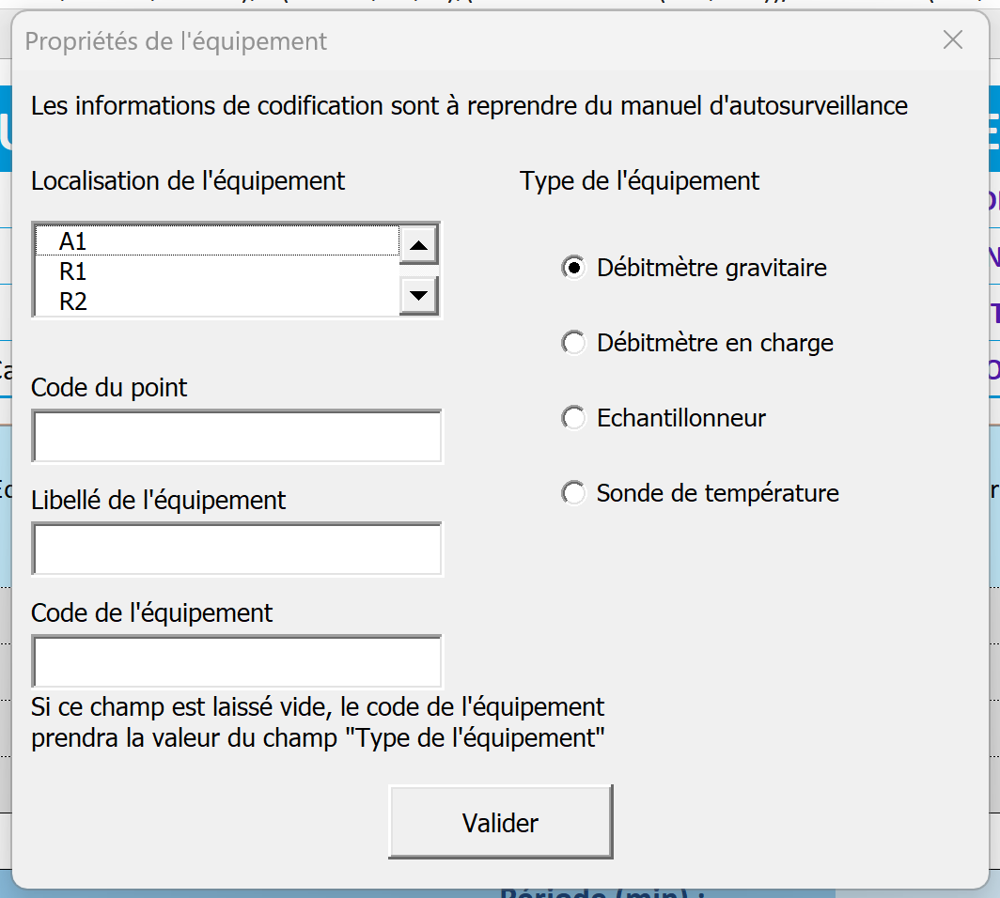 Propriétés de l'équipement
Les informations de codification sont à reprendre du manuel d'autosurveillance
Localisation de l'équipement
A1
R1
R2
Code du point
Libellé de l'équipement
Code de l'équipement
Si ce champ est laissé vide, le code de l'équipement
prendra la valeur du champ "Type de l'équipement"
Type de l'équipement
Débitmètre gravitaire
Débitmètre en charge
Echantillonneur
Sonde de température
Valider
Période (min) :